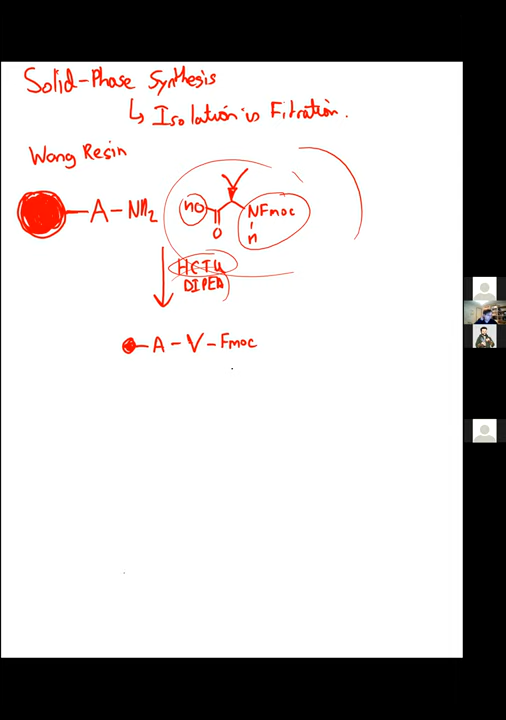 Solid-Phase Synthesis
↳ Isolation is Filtration.
Wang Resin
A - NH2
HO
O
NFmoc
H
HCTU
DIPEA
A - V - Fmoc